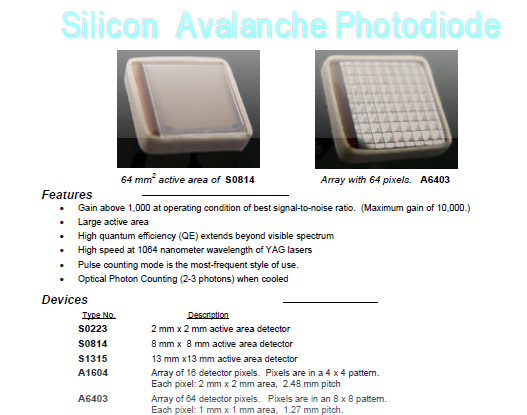 Silicon Avalanche Photodiode
64 mm² active area of S0814
Array with 64 pixels. A6403
Features
• Gain above 1,000 at operating condition of best signal-to-noise ratio. (Maximum gain of 10,000.)
• Large active area
• High quantum efficiency (QE) extends beyond visible spectrum
• High speed at 1064 nanometer wavelength of YAG lasers
• Pulse counting mode is the most-frequent style of use.
• Optical Photon Counting (2-3 photons) when cooled
Devices
Type No. Description
S0223 2 mm x 2 mm active area detector
S0814 8 mm x 8 mm active area detector
S1315 13 mm x13 mm active area detector
A1604 Array of 16 detector pixels. Pixels are in a 4 x 4 pattern.
Each pixel: 2 mm x 2 mm area, 2.48 mm pitch
A6403 Array of 64 detector pixels. Pixels are in an 8 x 8 pattern.
Each pixel: 1 mm x 1 mm area, 1.27 mm pitch.